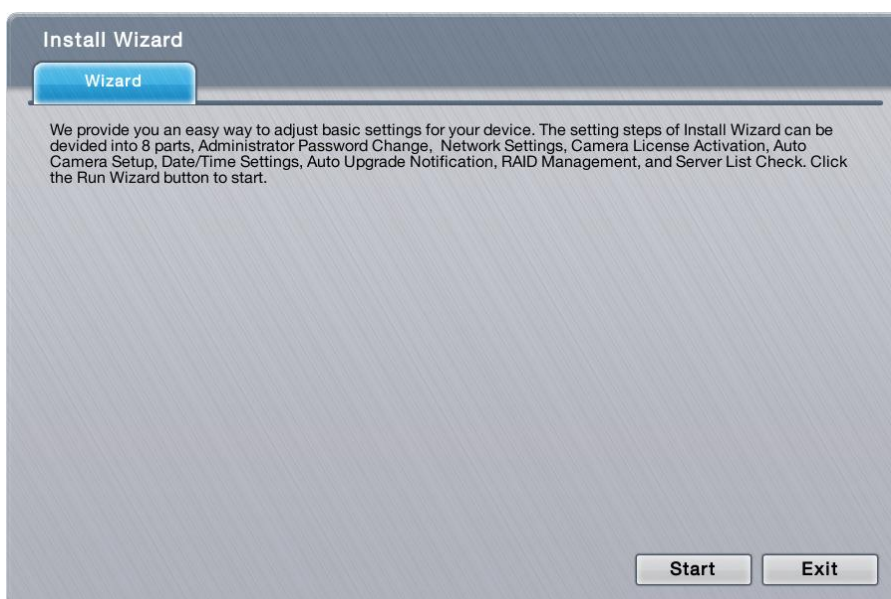 Install Wizard
Wizard
We provide you an easy way to adjust basic settings for your device. The setting steps of Install Wizard can be
devided into 8 parts, Administrator Password Change, Network Settings, Camera License Activation, Auto
Camera Setup, Date/Time Settings, Auto Upgrade Notification, RAID Management, and Server List Check. Click
the Run Wizard button to start.
Start
Exit